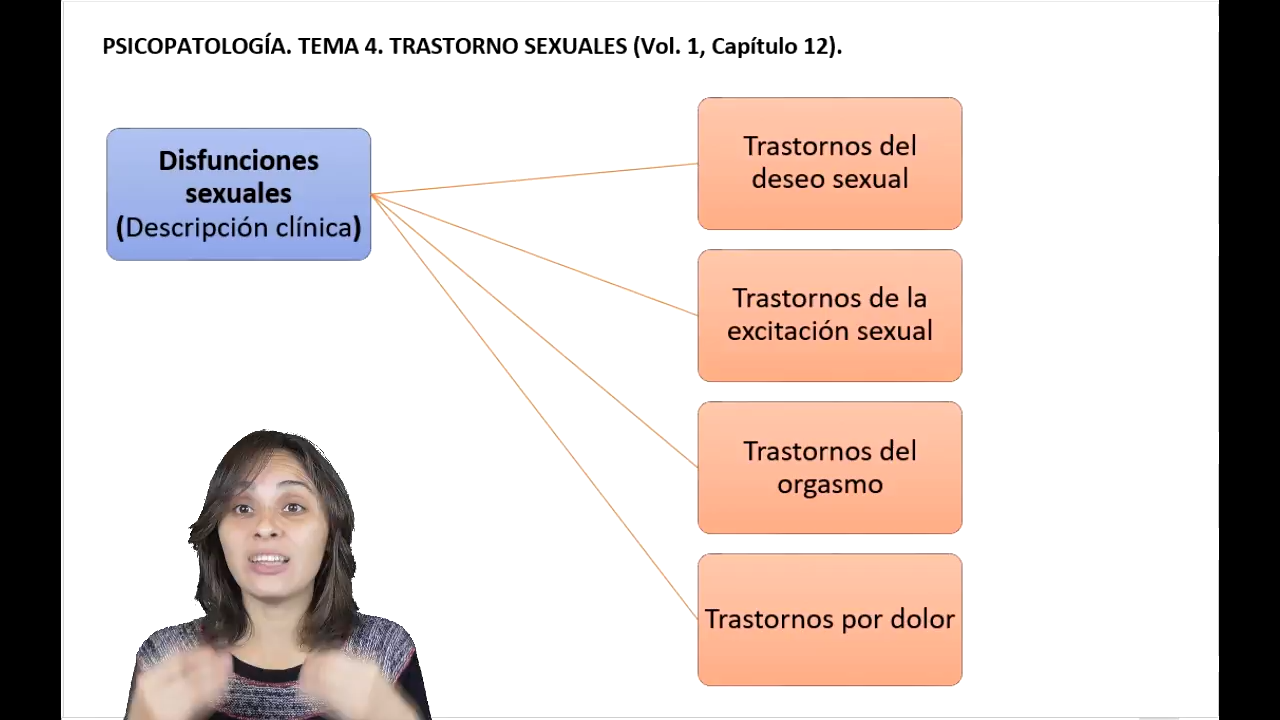 PSICOPATOLOGÍA. TEMA 4. TRASTORNO SEXUALES (Vol. 1, Capítulo 12).
Disfunciones
sexuales
(Descripción clínica)
Trastornos del
deseo sexual
Trastornos de la
excitación sexual
Trastornos del
orgasmo
Trastornos por dolor